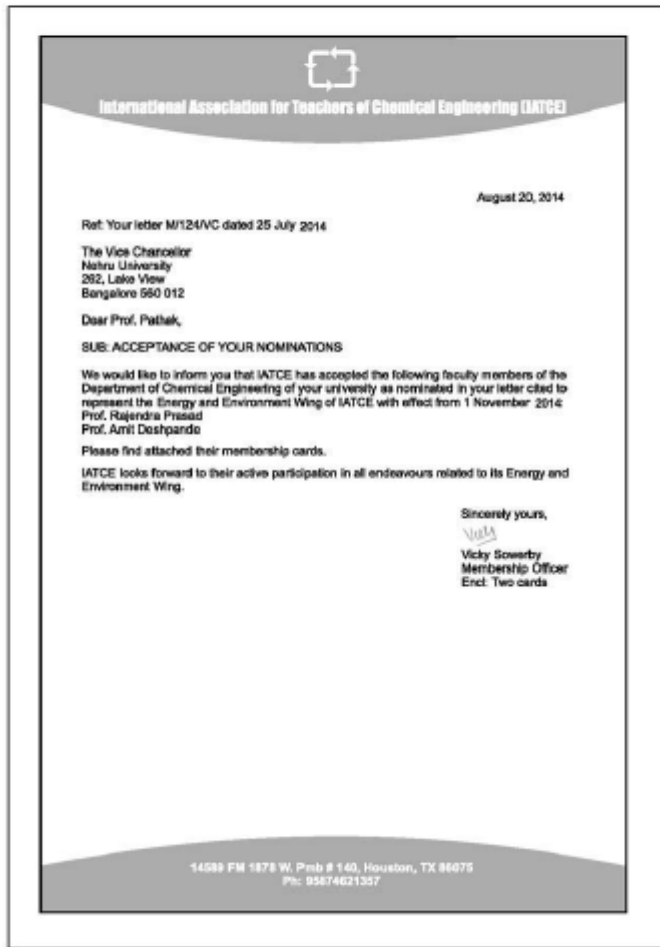 International Association for Teachers of Chemical Engineering (IATCE)
August 20, 2014
Ref: Your letter M/124/VC dated 25 July 2014
The Vice Chancellor
Nehru University
262, Lake View
Bangalore 560 012
Dear Prof. Pathak,
SUB: ACCEPTANCE OF YOUR NOMINATIONS
We would like to inform you that IATCE has accepted the following faculty members of the
Department of Chemical Engineering of your university as nominated in your letter cited to
represent the Energy and Environment Wing of IATCE with effect from 1 November 2014:
Prof. Rajendra Prasad
Prof. Amit Deshpande
Please find attached their membership cards.
IATCE looks forward to their active participation in all endeavours related to its Energy and
Environment Wing.
Sincerely yours,
Vicky
Vicky Sowerby
Membership Officer
Encl: Two cards
14589 FM 1878 W. Pmb # 140, Houston, TX 86075
Ph: 95874621357